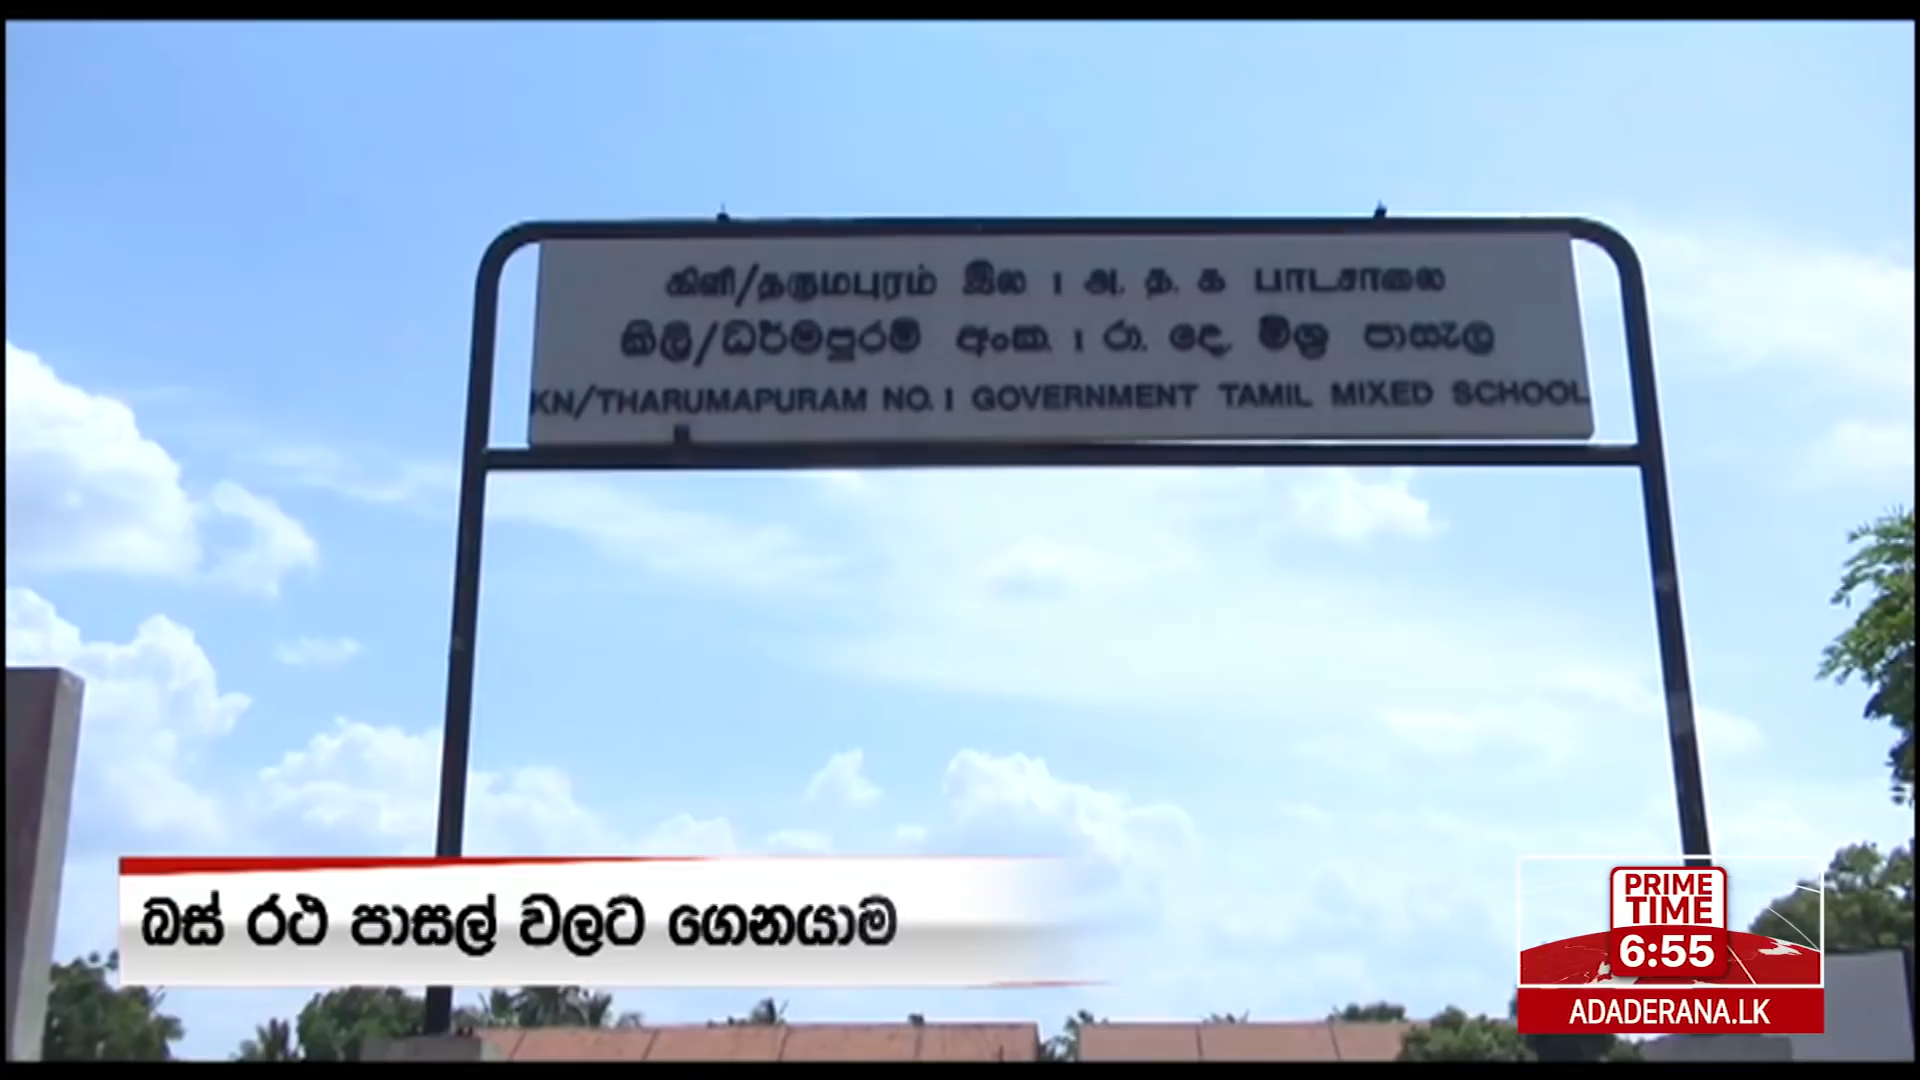 கிளி/தருமபுரம் இல 1 அ. த. க பாடசாலை
කිලි/ධර්මපුරම් අංක 1 රා. දෙ. මිශ්‍ර පාසැල
KN/THARUMAPURAM NO. 1 GOVERNMENT TAMIL MIXED SCHOOL
බස් රථ පාසල් වලට ගෙනයාම
PRIME
TIME
6:55
ADADERANA.LK